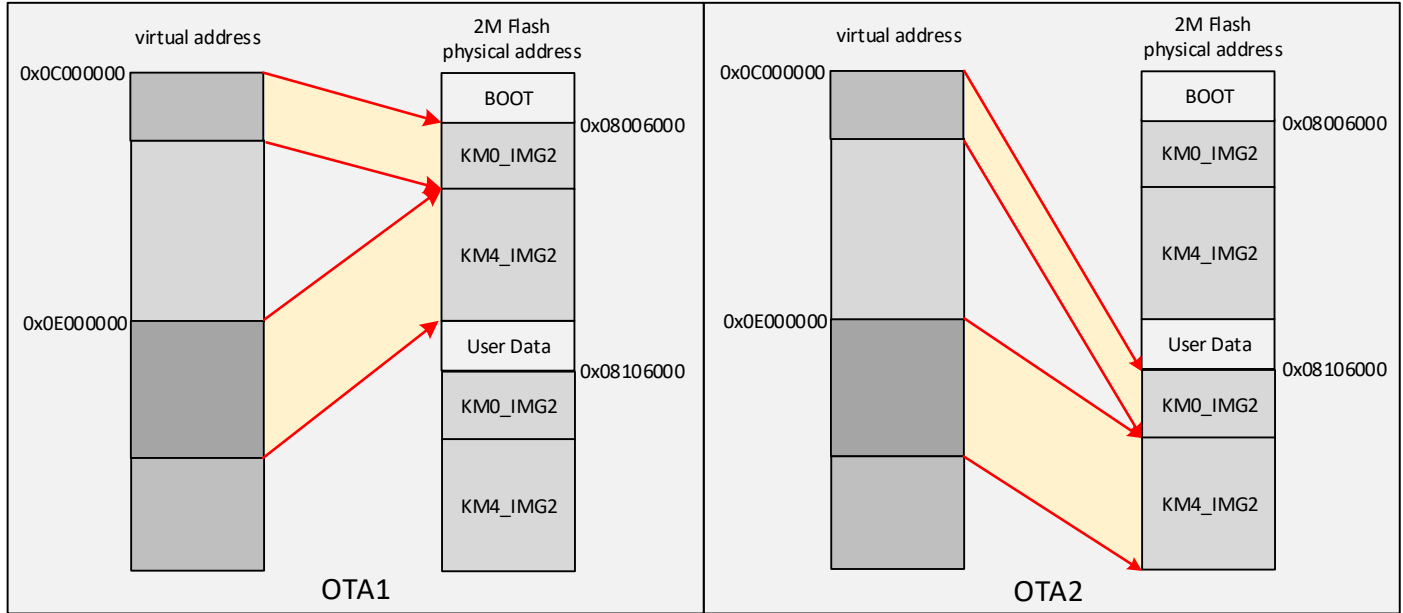 virtual address
2M Flash
physical address
0x0C000000
BOOT
0x08006000
KM0_IMG2
KM4_IMG2
0x0E000000
User Data
0x08106000
KM0_IMG2
KM4_IMG2
OTA1
virtual address
2M Flash
physical address
0x0C000000
BOOT
0x08006000
KM0_IMG2
KM4_IMG2
0x0E000000
User Data
0x08106000
KM0_IMG2
KM4_IMG2
OTA2